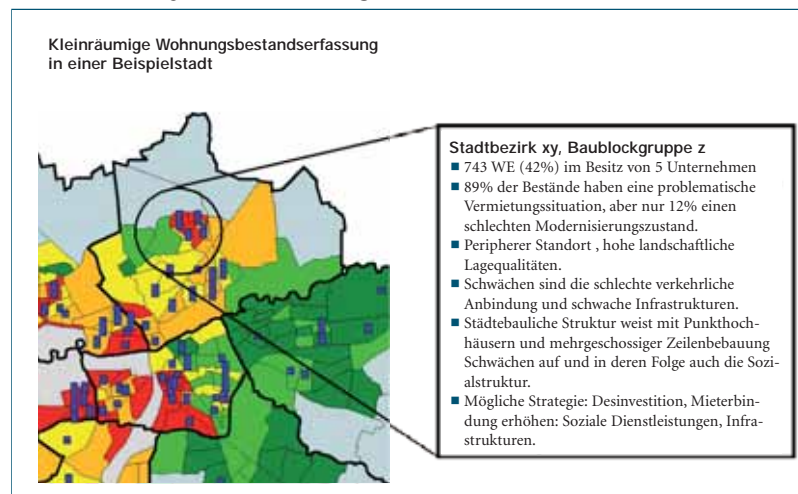 Kleinräumige Wohnungsbestandserfassung
in einer Beispielstadt
Stadtbezirk xy, Baublockgruppe z
■ 743 WE (42%) im Besitz von 5 Unternehmen
■ 89% der Bestände haben eine problematische
Vermietungssituation, aber nur 12% einen
schlechten Modernisierungszustand.
■ Peripherer Standort , hohe landschaftliche
Lagequalitäten.
■ Schwächen sind die schlechte verkehrliche
Anbindung und schwache Infrastrukturen.
■ Städtebauliche Struktur weist mit Punkthoch-
häusern und mehrgeschossiger Zeilenbebauung
Schwächen auf und in deren Folge auch die Sozi-
alstruktur.
■ Mögliche Strategie: Desinvestition, Mieterbin-
dung erhöhen: Soziale Dienstleistungen, Infra-
strukturen.